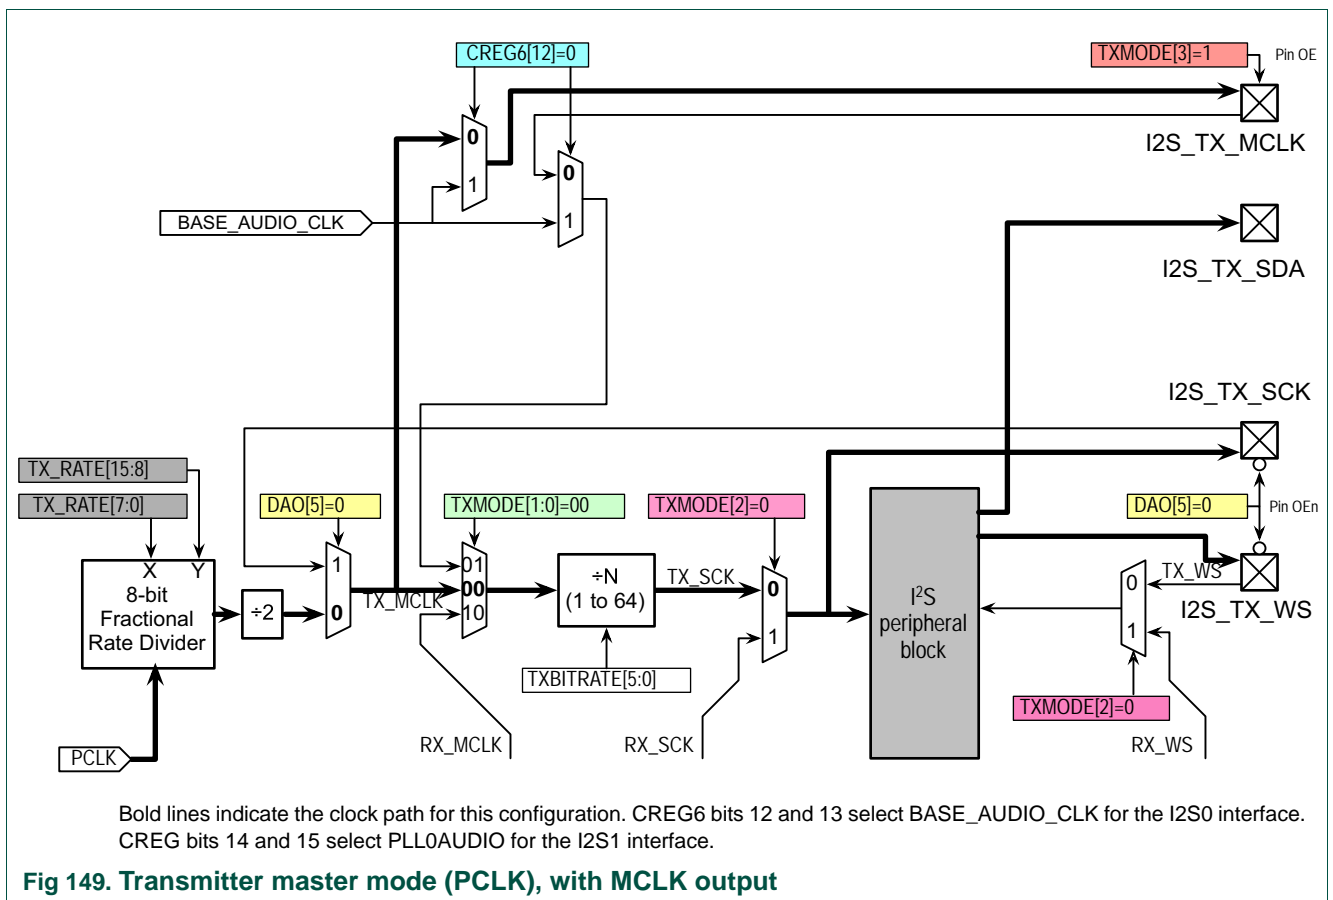 CREG6[12]=0
TXMODE[3]=1
Pin OE
0
1
I2S_TX_MCLK
0
1
BASE_AUDIO_CLK
I2S_TX_SDA
I2S_TX_SCK
TX_RATE[15:8]
TX_RATE[7:0]
DAO[5]=0
TXMODE[1:0]=00
TXMODE[2]=0
DAO[5]=0
Pin OEn
X Y
8-bit
Fractional
Rate Divider
÷2
1
0
TX_MCLK
01
00
10
÷N
(1 to 64)
TX_SCK
0
1
I²S
peripheral
block
TX_WS
0
1
I2S_TX_WS
TXBITRATE[5:0]
TXMODE[2]=0
PCLK
RX_MCLK
RX_SCK
RX_WS
Bold lines indicate the clock path for this configuration. CREG6 bits 12 and 13 select BASE_AUDIO_CLK for the I2S0 interface.
CREG bits 14 and 15 select PLL0AUDIO for the I2S1 interface.
Fig 149. Transmitter master mode (PCLK), with MCLK output